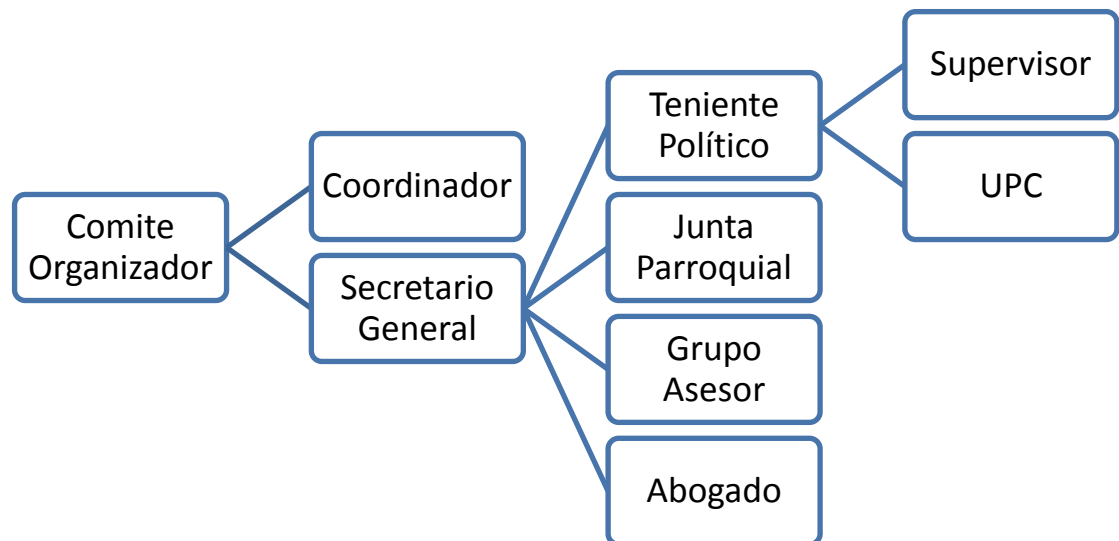 Comite
Organizador
Coordinador
Secretario
General
Teniente
Político
Junta
Parroquial
Grupo
Asesor
Abogado
Supervisor
UPC